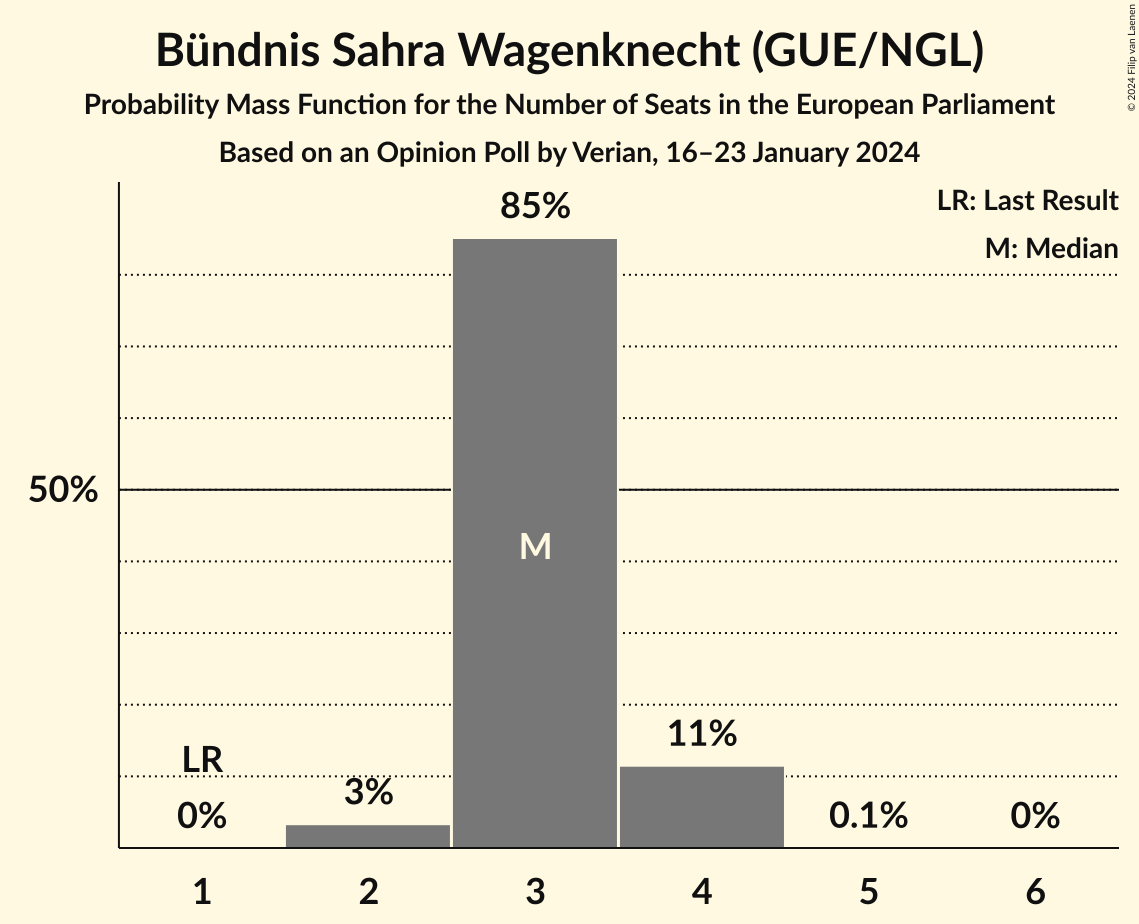 Bündnis Sahra Wagenknecht (GUE/NGL)
Probability Mass Function for the Number of Seats in the European Parliament
Based on an Opinion Poll by Verian, 16–23 January 2024
© 2024 Filip van Laenen
LR: Last Result
M: Median
85%
50%
M
11%
LR
3%
0%
0.1%
0%
1 2 3 4 5 6